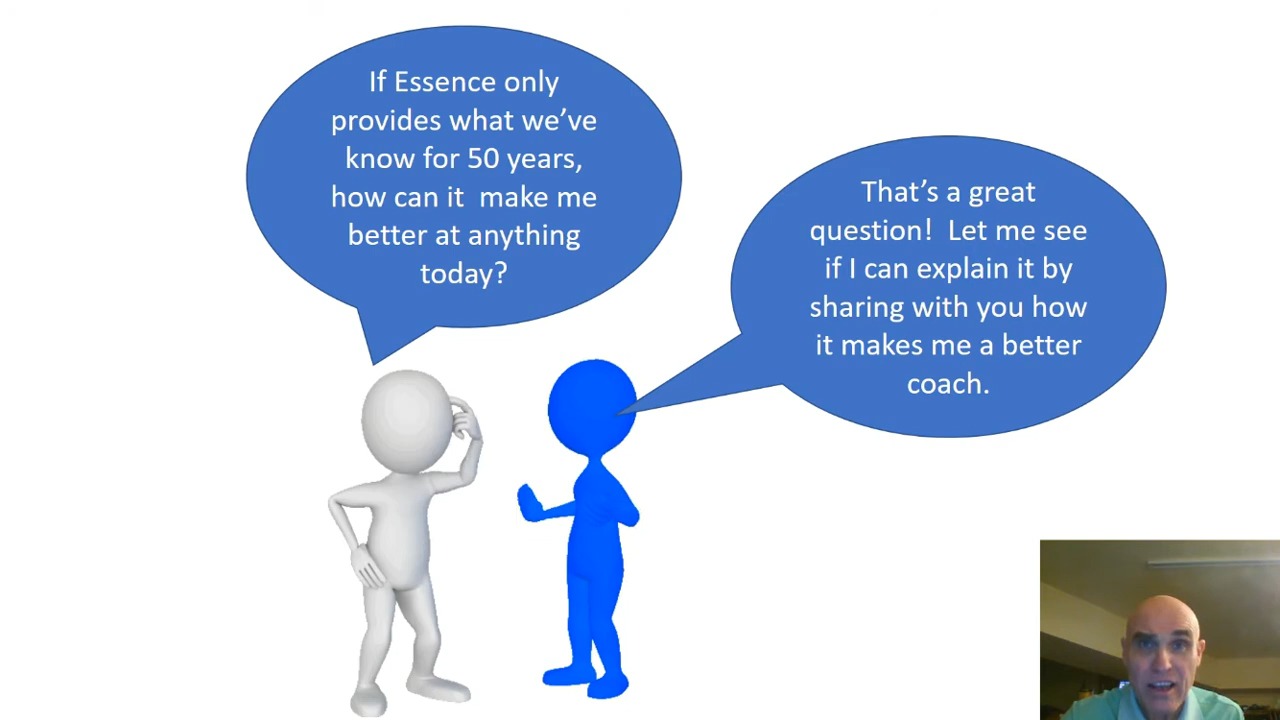 If Essence only
provides what we’ve
know for 50 years,
how can it  make me
better at anything
today?
That’s a great
question!  Let me see
if I can explain it by
sharing with you how
it makes me a better
coach.